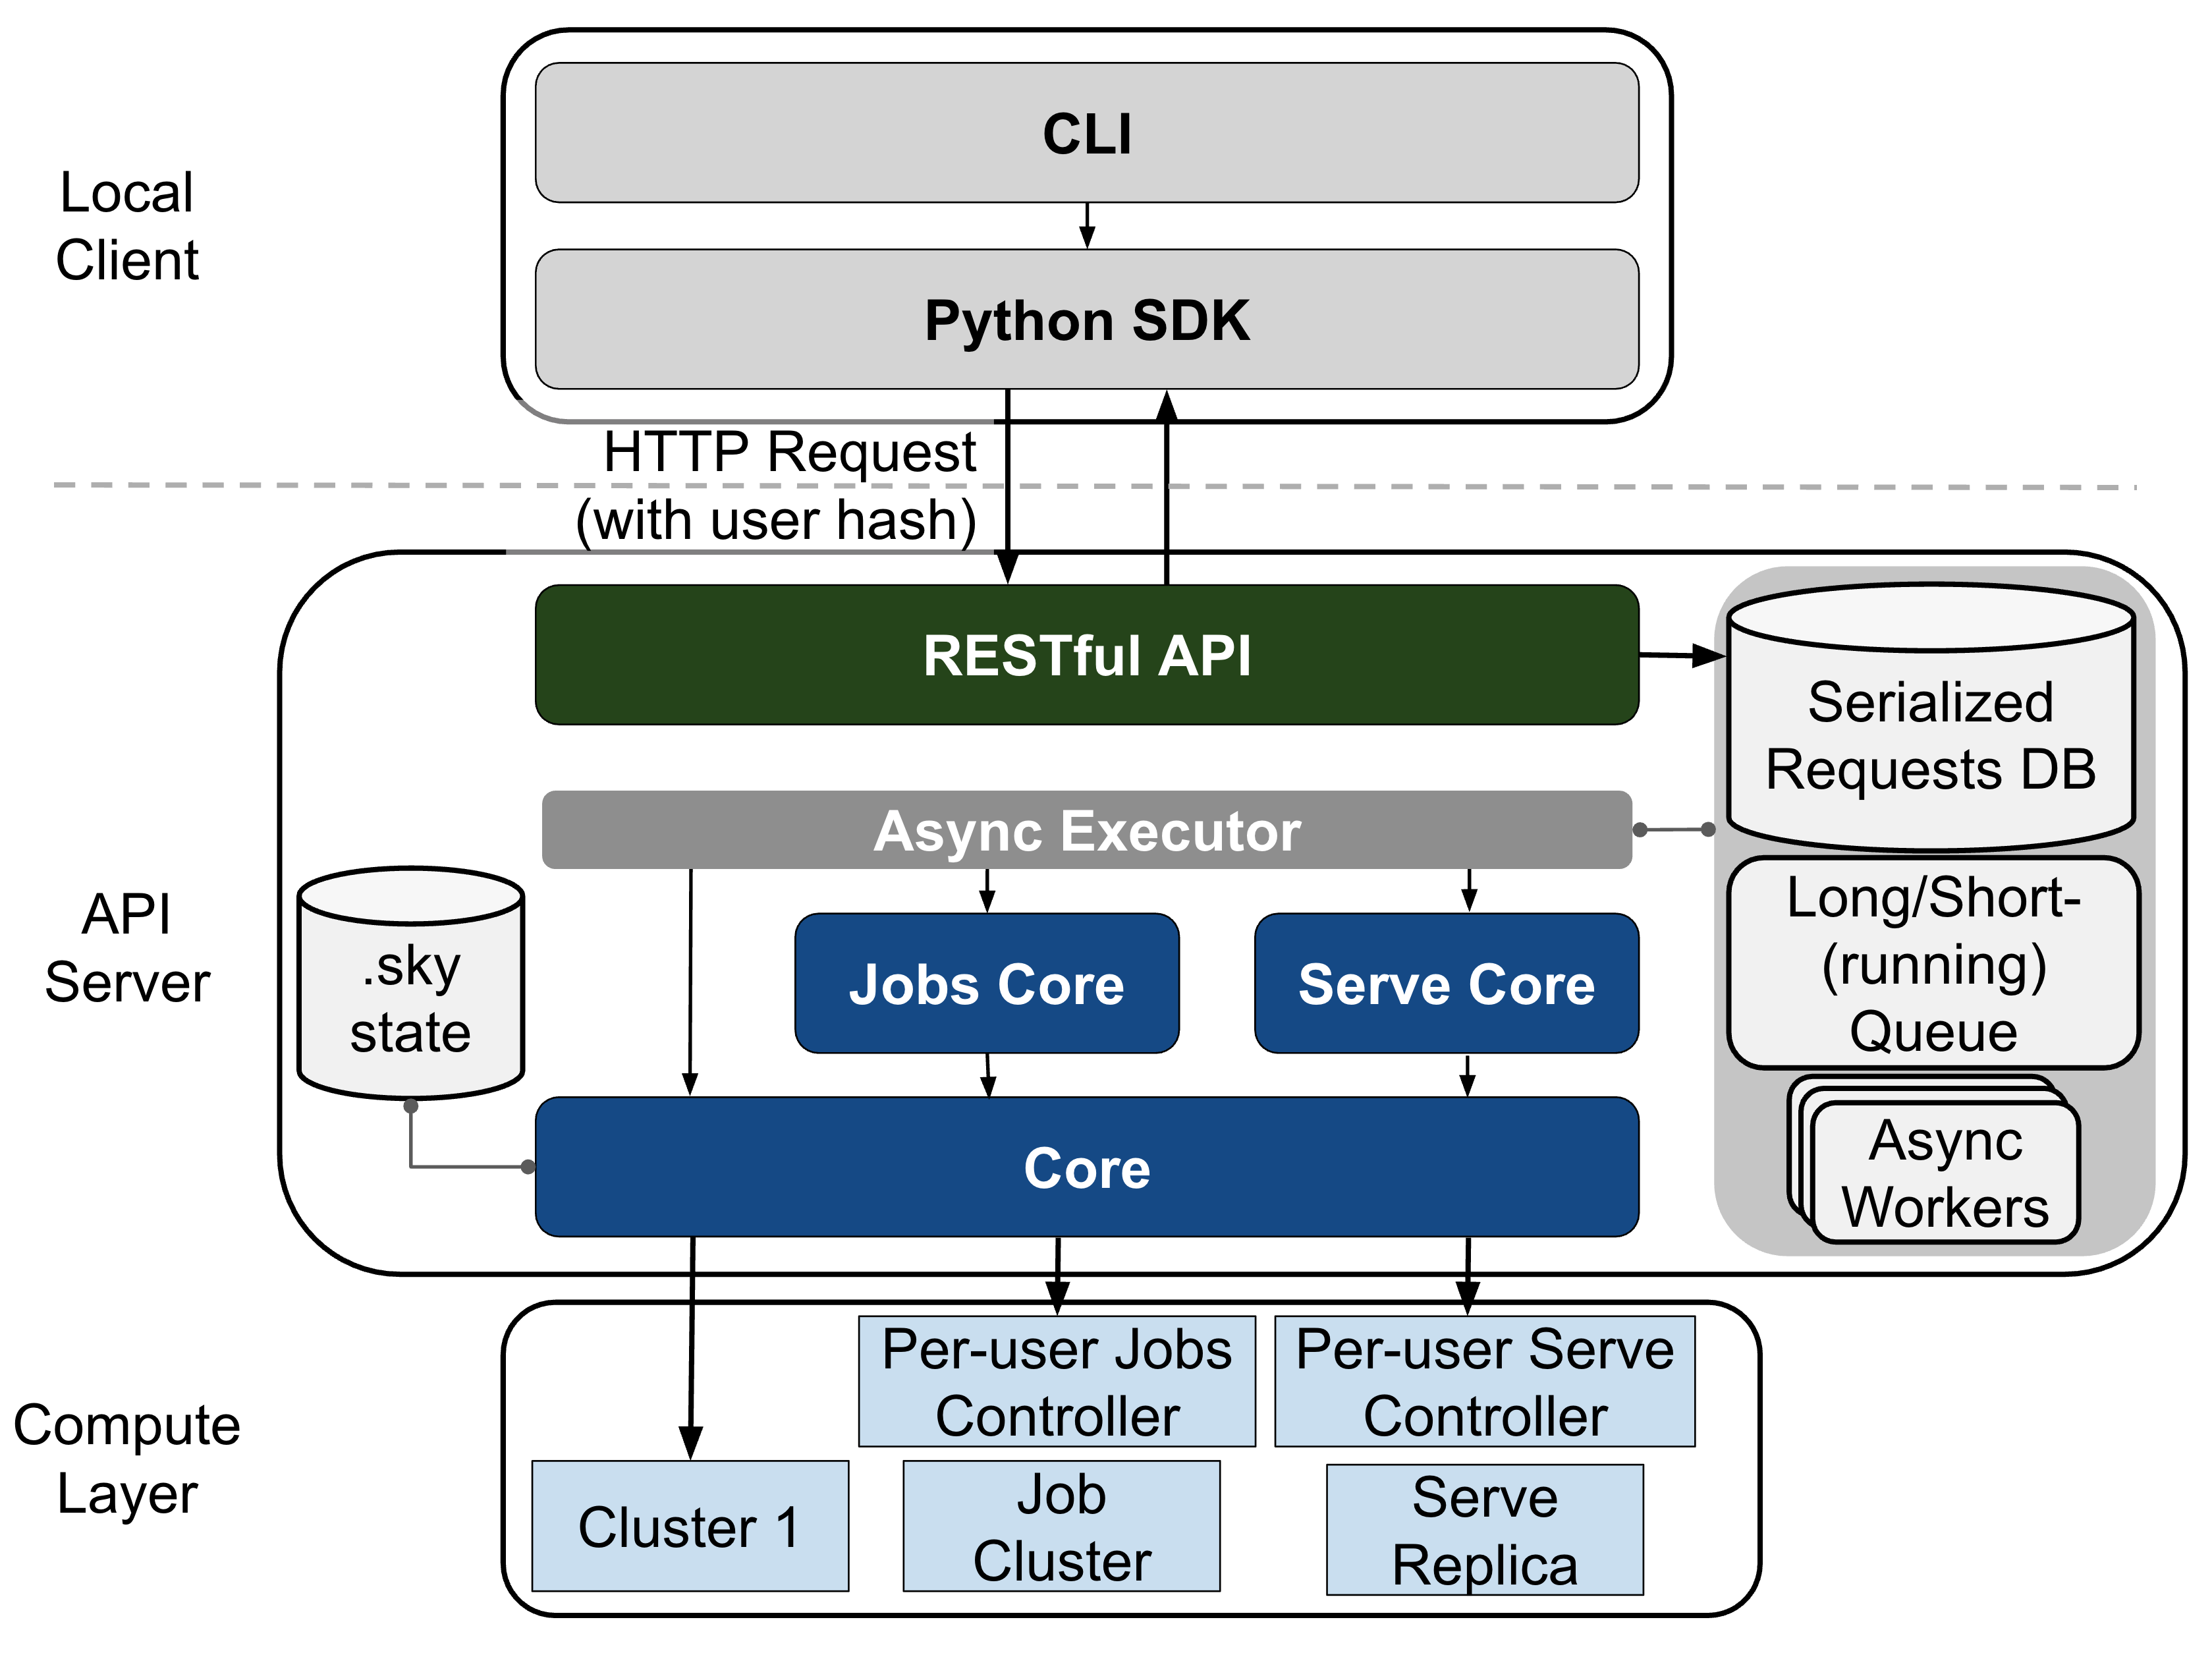 Local
Client
CLI
Python SDK
HTTP Request
(with user hash)
API
Server
RESTful API
Serialized
Requests DB
Async Executor
Long/Short-
(running)
Queue
.sky
state
Jobs Core
Serve Core
Async
Workers
Core
Compute
Layer
Per-user Jobs
Controller
Per-user Serve
Controller
Cluster 1
Job
Cluster
Serve
Replica